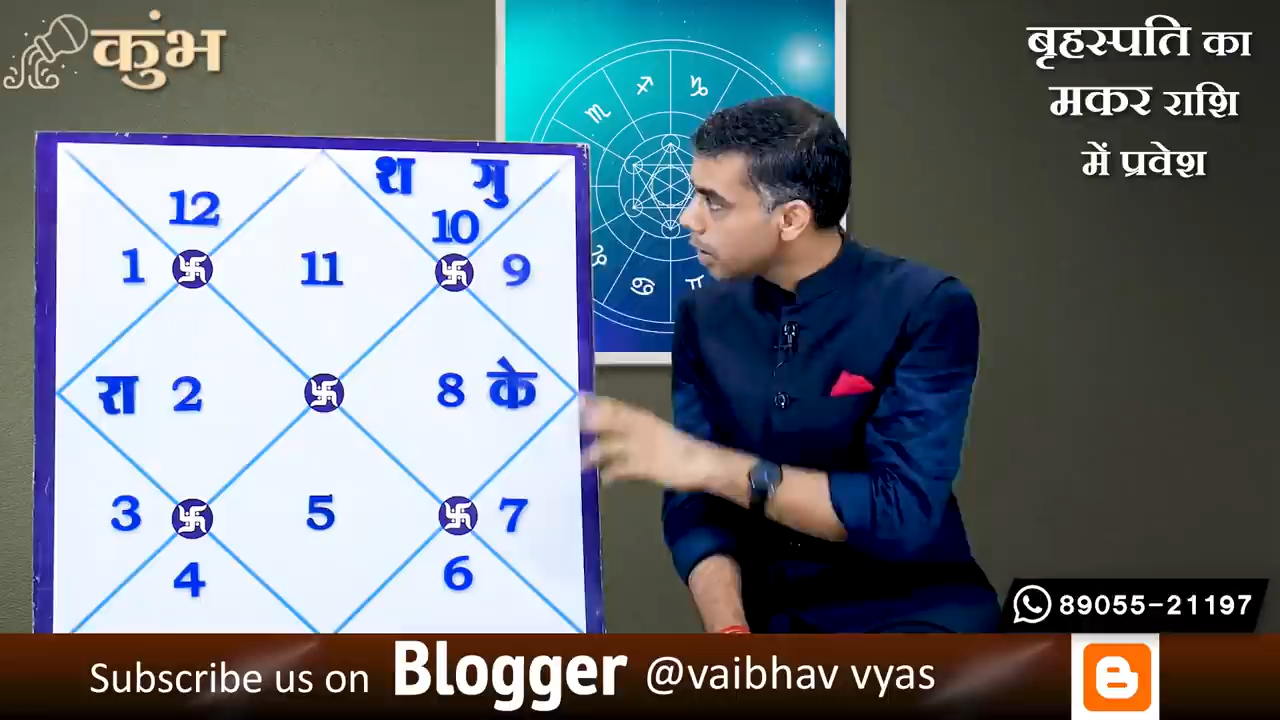 कुंभ
बृहस्पति का
मकर राशि
में प्रवेश
श गु
12 10
1 11 9
रा 2 8 के
3 5 7
4 6
89055-21197
Subscribe us on Blogger @vaibhav vyas